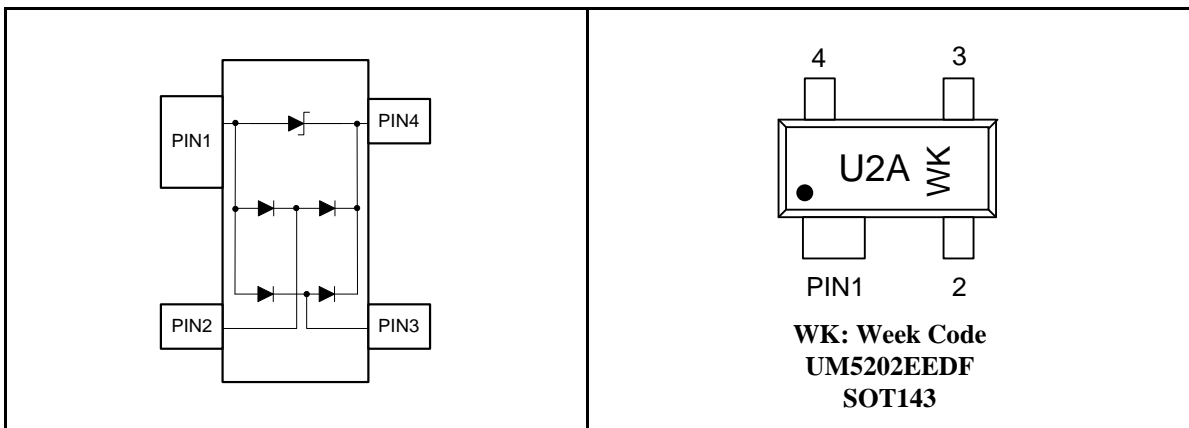 PIN1
PIN4
PIN2
PIN3
4 3
U2A WK
PIN1 2
WK: Week Code
UM5202EEDF
SOT143